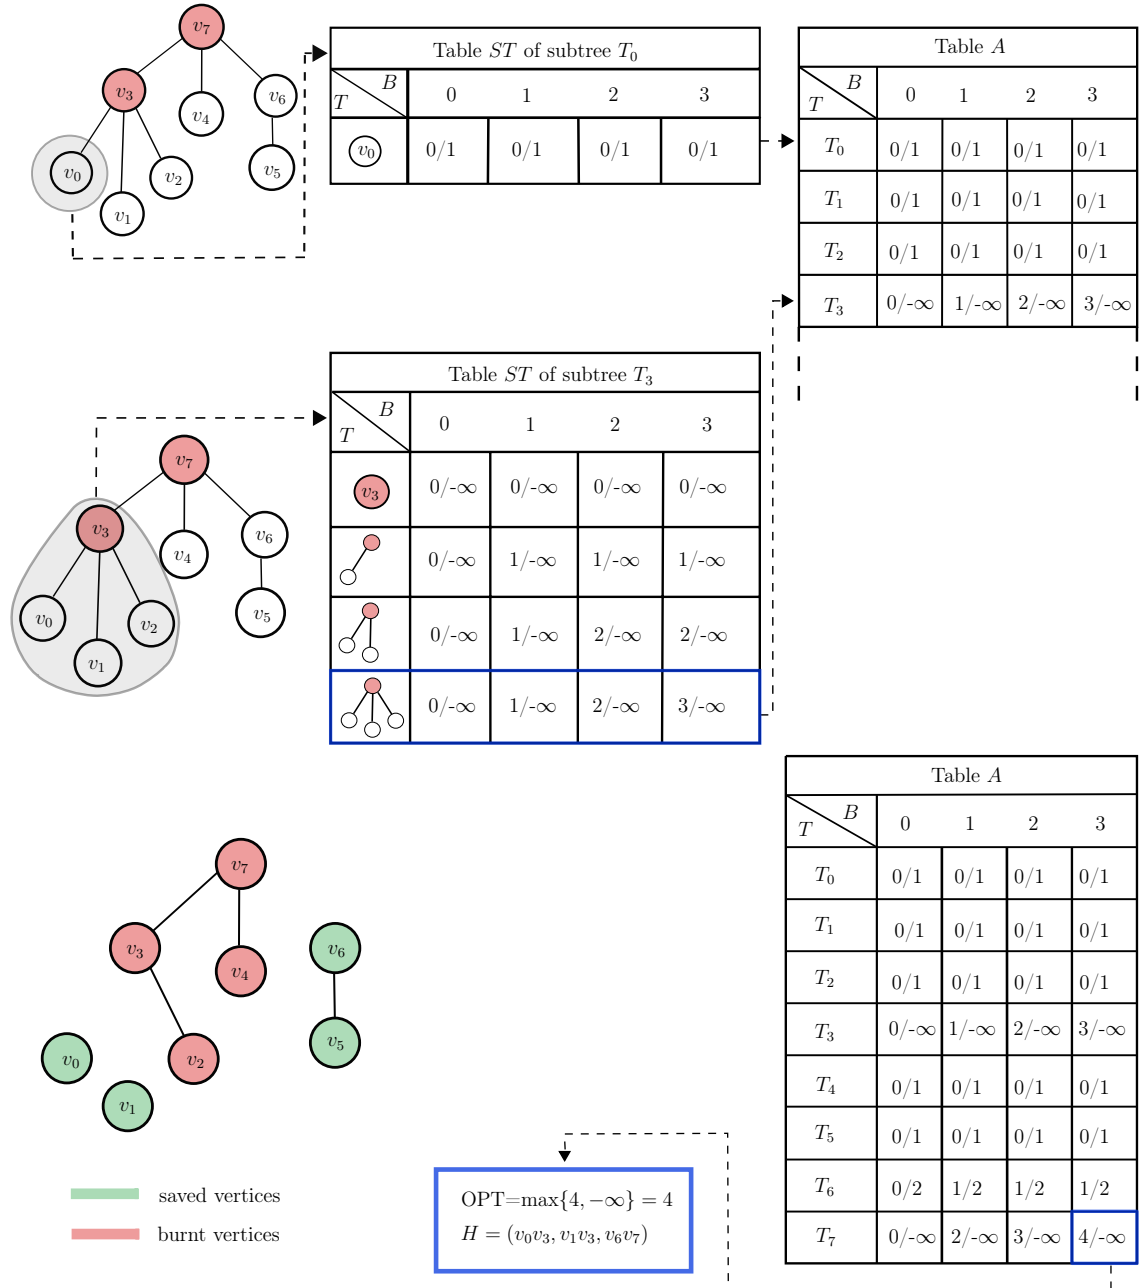 v₇
v₃
v₄
v₆
v₀
v₁
v₂
v₅
Table ST of subtree T₀
T B 0 1 2 3
v₀ 0/1 0/1 0/1 0/1
Table A
T B 0 1 2 3
T₀ 0/1 0/1 0/1 0/1
T₁ 0/1 0/1 0/1 0/1
T₂ 0/1 0/1 0/1 0/1
T₃ 0/-∞ 1/-∞ 2/-∞ 3/-∞
v₇
v₃
v₄
v₆
v₀
v₁
v₂
v₅
Table ST of subtree T₃
T B 0 1 2 3
v₃ 0/-∞ 0/-∞ 0/-∞ 0/-∞
0/-∞ 1/-∞ 1/-∞ 1/-∞
0/-∞ 1/-∞ 2/-∞ 2/-∞
0/-∞ 1/-∞ 2/-∞ 3/-∞
v₇
v₃
v₄
v₆
v₀
v₁
v₂
v₅
saved vertices
burnt vertices
OPT=max{4, −∞} = 4
H = (v₀v₃, v₁v₃, v₆v₇)
Table A
T B 0 1 2 3
T₀ 0/1 0/1 0/1 0/1
T₁ 0/1 0/1 0/1 0/1
T₂ 0/1 0/1 0/1 0/1
T₃ 0/-∞ 1/-∞ 2/-∞ 3/-∞
T₄ 0/1 0/1 0/1 0/1
T₅ 0/1 0/1 0/1 0/1
T₆ 0/2 1/2 1/2 1/2
T₇ 0/-∞ 2/-∞ 3/-∞ 4/-∞